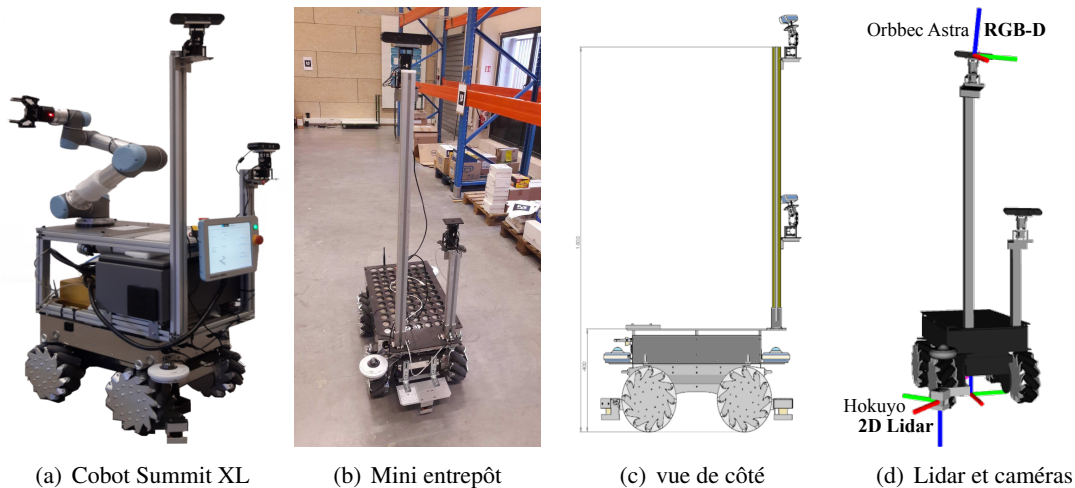 Orbbec Astra RGB-D
Hokuyo
2D Lidar
(a) Cobot Summit XL
(b) Mini entrepôt
(c) vue de côté
(d) Lidar et caméras